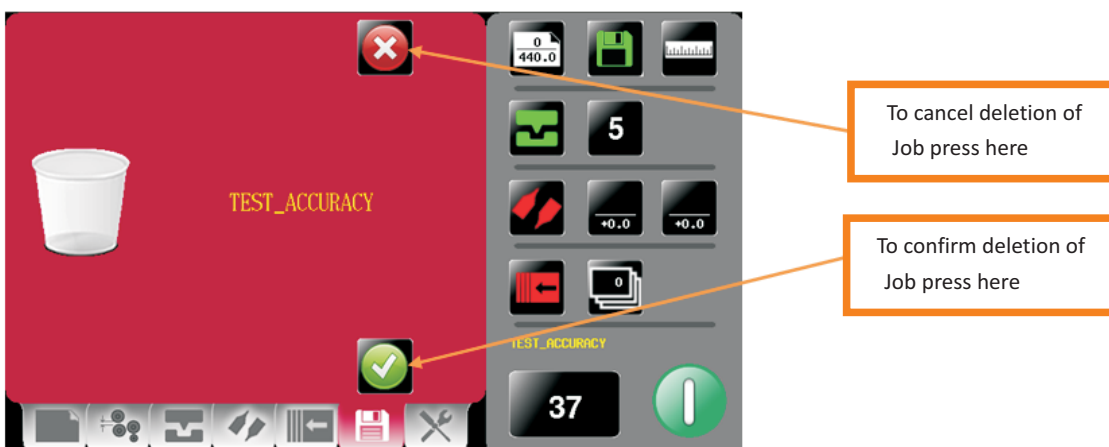 0
440.0
5
To cancel deletion of
Job press here
TEST_ACCURACY
+0.0
+0.0
To confirm deletion of
Job press here
0
TEST_ACCURACY
37